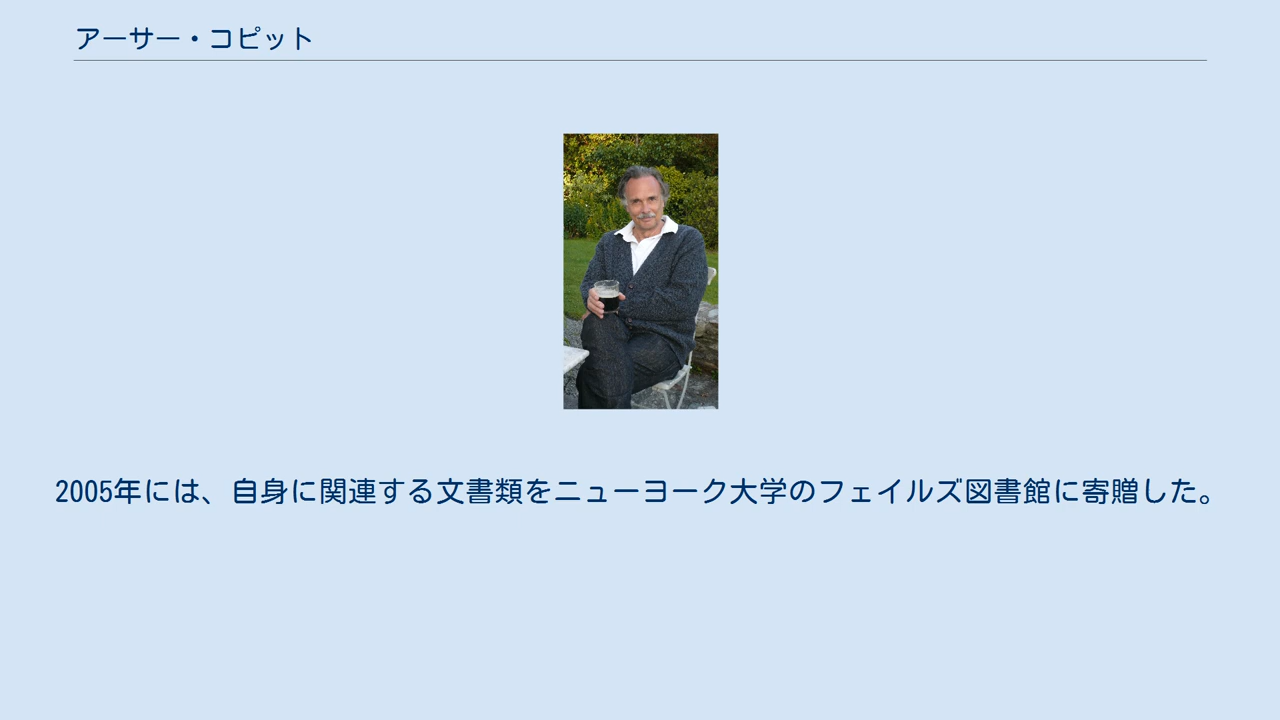 アーサー・コピット
2005年には、自身に関連する文書類をニューヨーク大学のフェイルズ図書館に寄贈した。